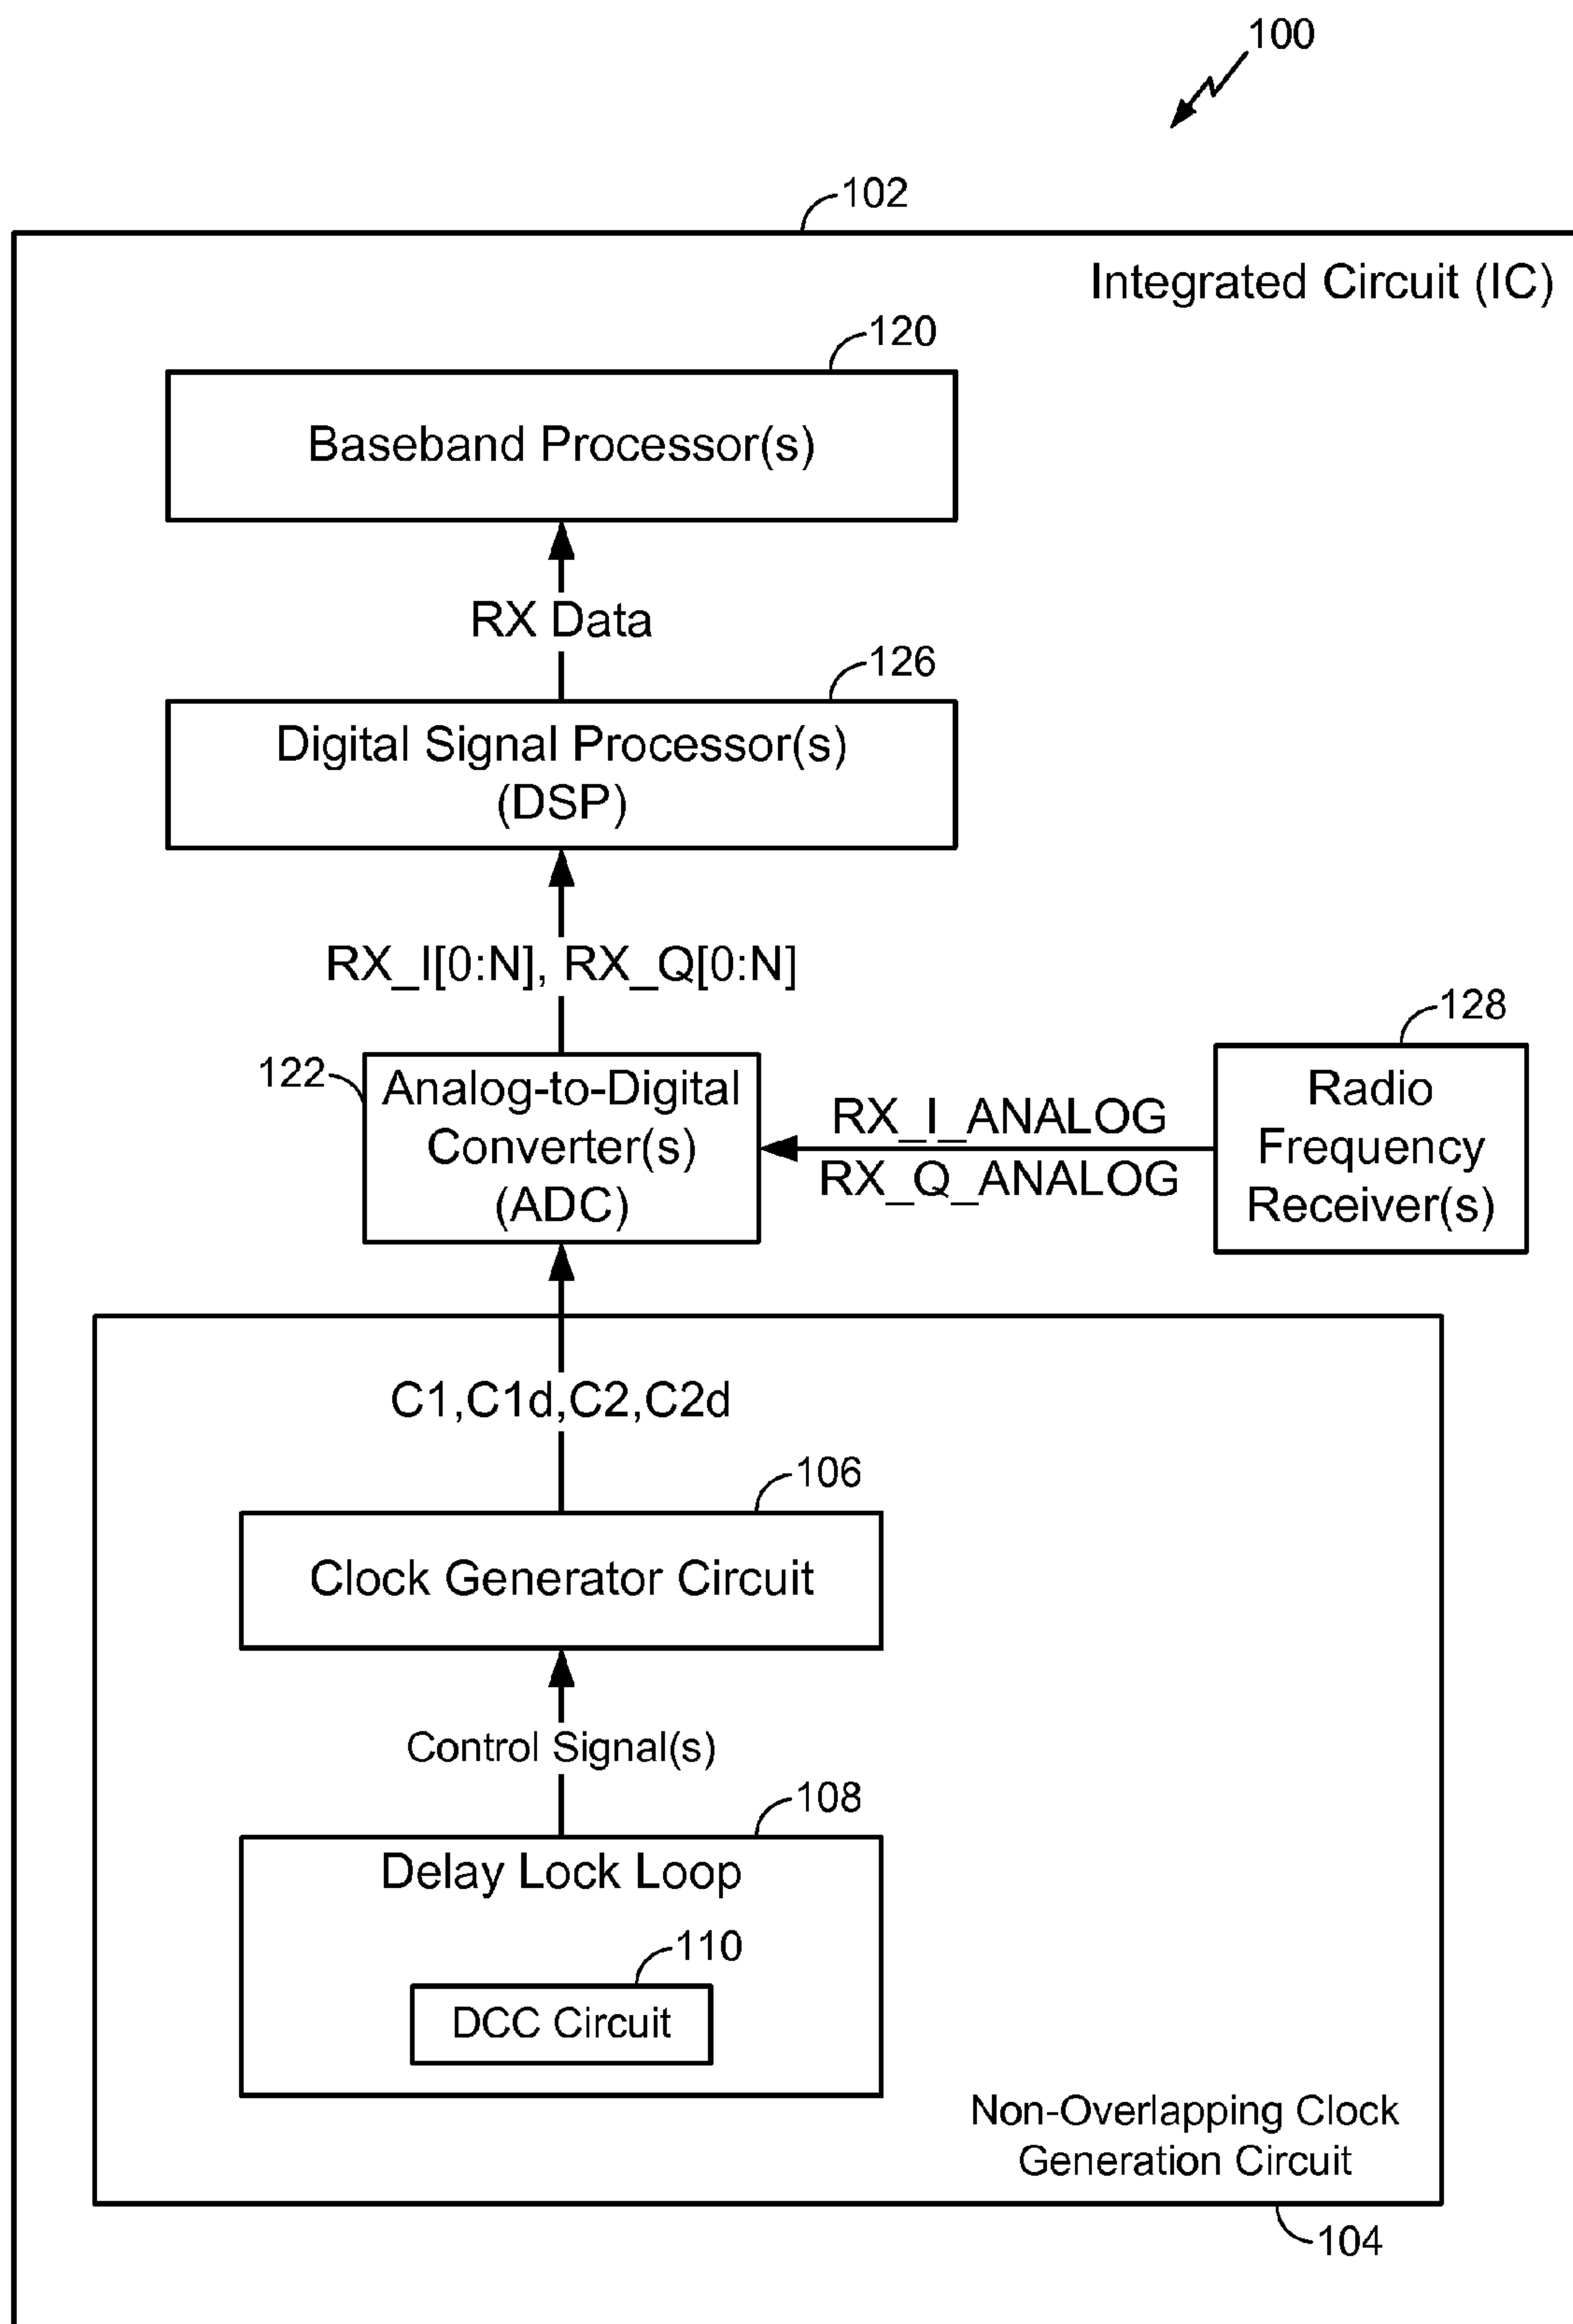 100
102
Integrated Circuit (IC)
120
Baseband Processor(s)
RX Data
126
Digital Signal Processor(s)
(DSP)
RX_I[0:N], RX_Q[0:N]
122
Analog-to-Digital
Converter(s)
(ADC)
RX_I_ANALOG
RX_Q_ANALOG
128
Radio
Frequency
Receiver(s)
C1,C1d,C2,C2d
106
Clock Generator Circuit
Control Signal(s)
108
Delay Lock Loop
110
DCC Circuit
Non-Overlapping Clock
Generation Circuit
104